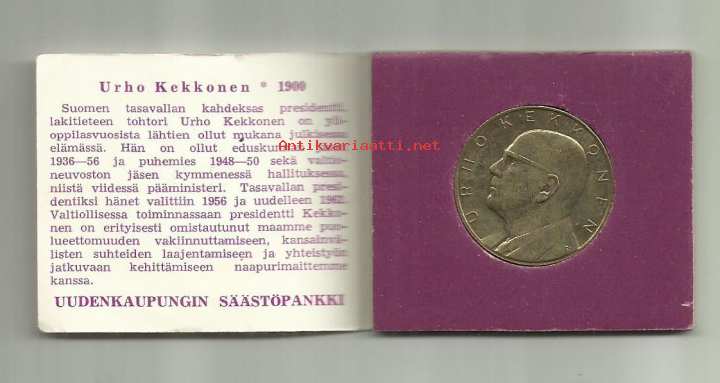 Urho Kekkonen * 1900
Suomen tasavallan kahdeksas presidentti,
lakitieteen tohtori Urho Kekkonen on yli-
oppilasvuosista lähtien ollut mukana julkisessa
elämässä. Hän on ollut
1936—56 ja puhemies 1948—50 sekä valtio-
neuvoston jäsen kymmenessä hallituksessa,
niistä viidessä pääministeri. Tasavallan presi-
dentiksi hänet valittiin 1956 ja uudelleen 1962.
Valtiollisessa toiminnassaan presidentti Kekko-
nen on erityisesti omistautunut maamme puo-
lueettomuuden vakiinnuttamiseen, kansainvä-
listen suhteiden laajentamiseen ja yhteistyön
jatkuvaan kehittämiseen naapurimaittemme
kanssa.
UUDENKAUPUNGIN SÄÄSTÖPANKKI
URHO KEKKONEN
Antikvariaatti.net